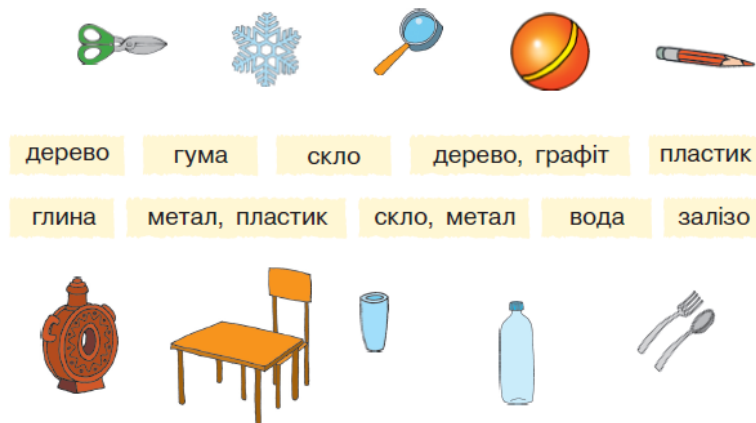 дерево гума скло дерево, графіт пластик
глина метал, пластик скло, метал вода залізо